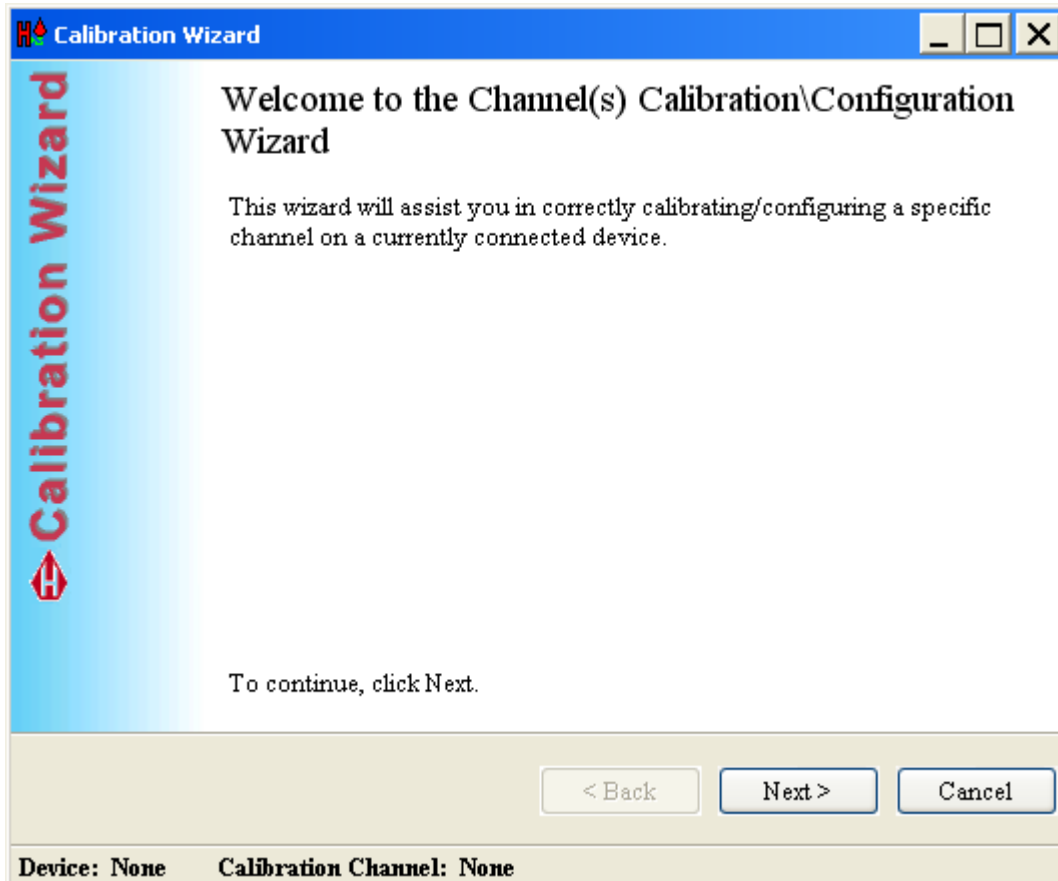 Calibration Wizard
Calibration Wizard
Welcome to the Channel(s) Calibration\Configuration
Wizard
This wizard will assist you in correctly calibrating/configuring a specific
channel on a currently connected device.
To continue, click Next.
< Back
Next >
Cancel
Device: None
Calibration Channel: None